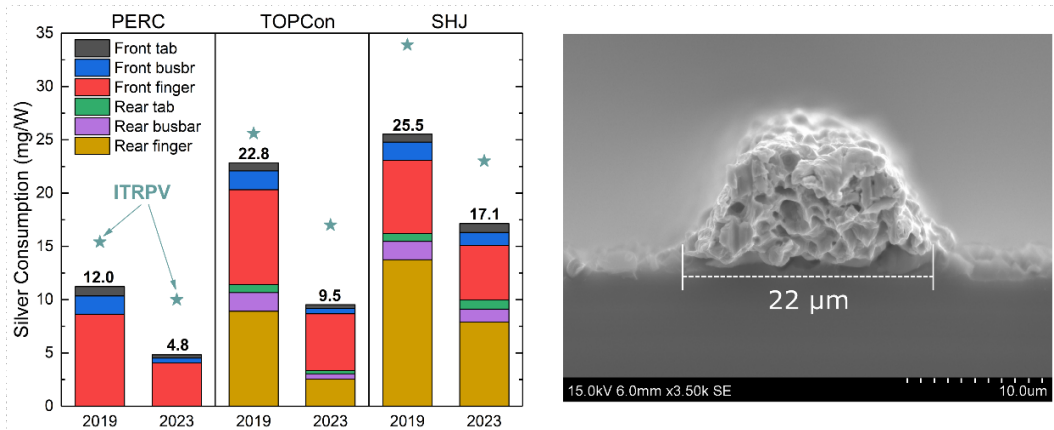 PERC TOPCon SHJ
Silver Consumption (mg/W)
35
30
25
20
15
10
5
0
Front tab
Front busbr
Front finger
Rear tab
Rear busbar
Rear finger
ITRPV
12.0
4.8
22.8
9.5
25.5
17.1
2019 2023 2019 2023 2019 2023
22 µm
15.0kV 6.0mm x3.50k SE 10.0um